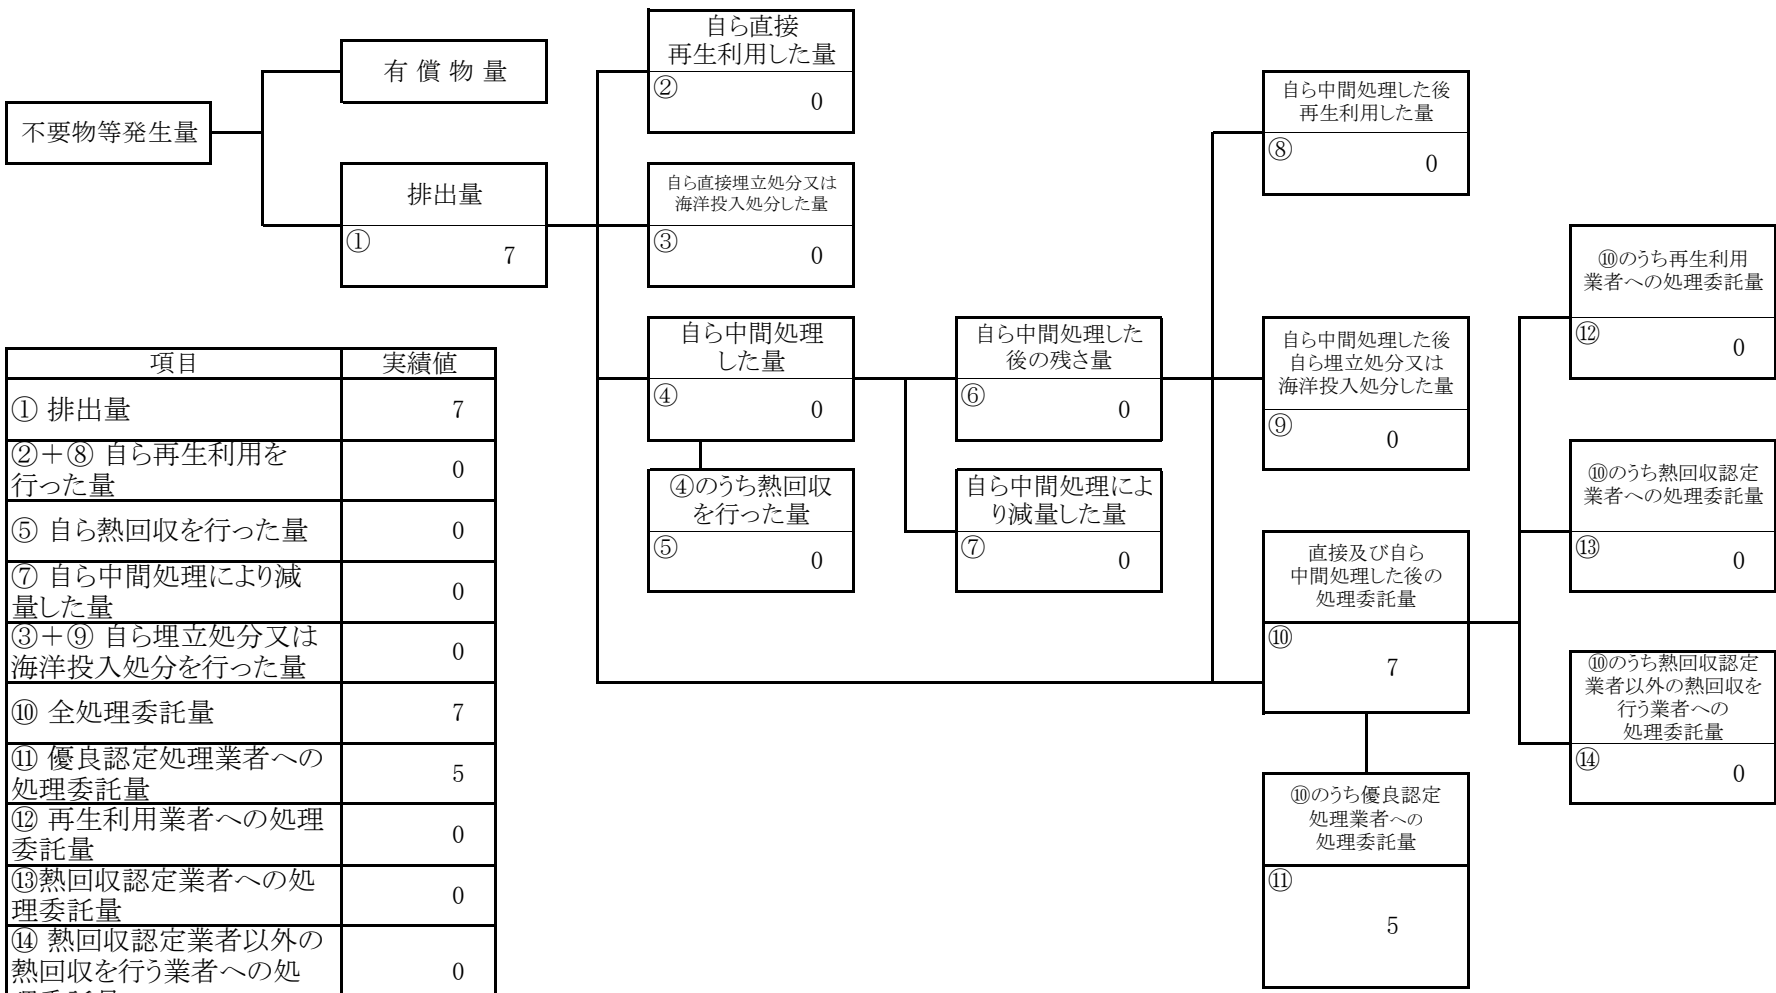 不要物等発生量
有 償 物 量
排出量
①
7
自ら直接
再生利用した量
②
0
自ら直接埋立処分又は
海洋投入処分した量
③
0
自ら中間処理
した量
④
0
④のうち熱回収
を行った量
⑤
0
自ら中間処理した
後の残さ量
⑥
0
自ら中間処理によ
り減量した量
⑦
0
自ら中間処理した後
再生利用した量
⑧
0
自ら中間処理した後
自ら埋立処分又は
海洋投入処分した量
⑨
0
直接及び自ら
中間処理した後の
処理委託量
⑩
7
⑩のうち優良認定
処理業者への
処理委託量
⑪
5
⑩のうち再生利用
業者への処理委託量
⑫
0
⑩のうち熱回収認定
業者への処理委託量
⑬
0
⑩のうち熱回収認定
業者以外の熱回収を
行う業者への
処理委託量
⑭
0
項目 実績値
① 排出量 7
②＋⑧ 自ら再生利用を
行った量 0
⑤ 自ら熱回収を行った量 0
⑦ 自ら中間処理により減
量した量 0
③＋⑨ 自ら埋立処分又は
海洋投入処分を行った量 0
⑩ 全処理委託量 7
⑪ 優良認定処理業者への
処理委託量 5
⑫ 再生利用業者への処理
委託量 0
⑬熱回収認定業者への処
理委託量 0
⑭ 熱回収認定業者以外の
熱回収を行う業者への処 0